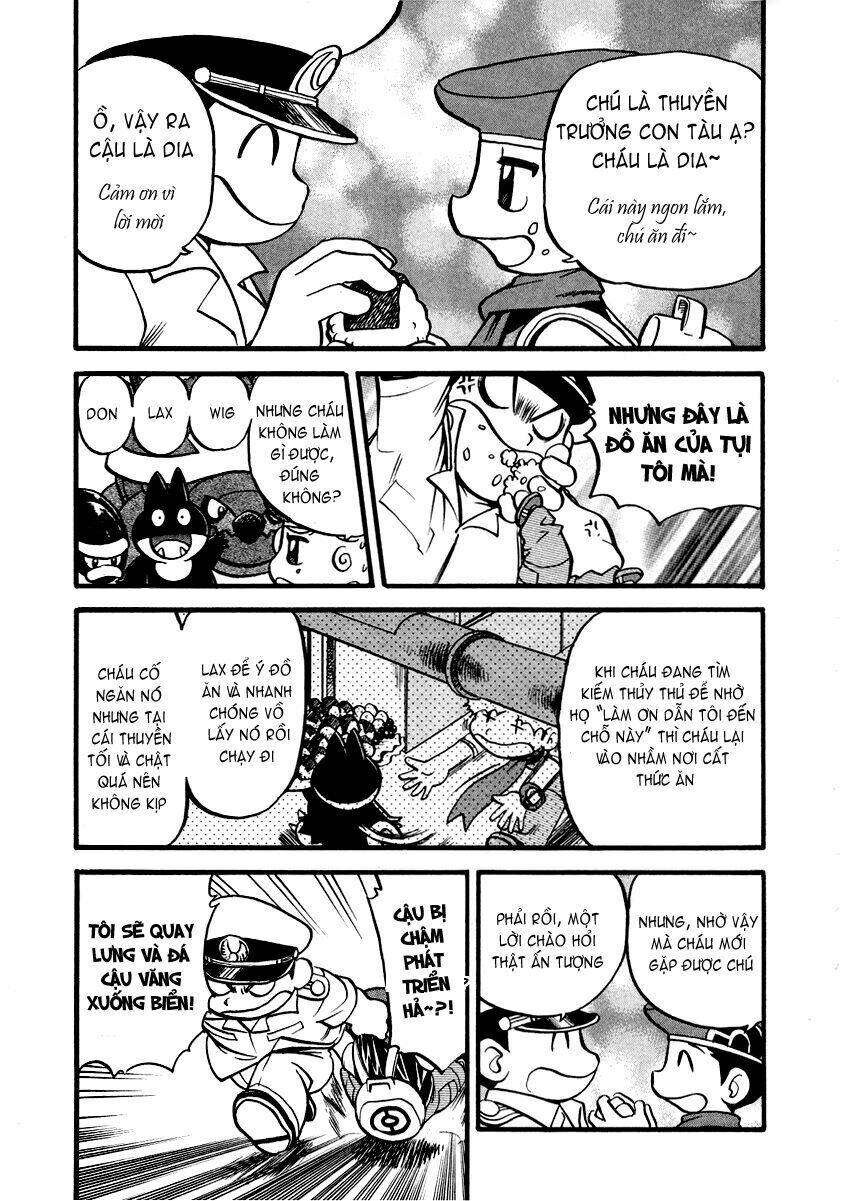 CHÚ LÀ THUYỀN
TRƯỞNG CON TÀU Ạ?
CHÁU LÀ DIA~
Cái này ngon lắm,
chú ăn đi~
Ồ, VẬY RA
CẬU LÀ DIA
Cảm ơn vì
lời mời
NHƯNG ĐÂY LÀ
ĐỒ ĂN CỦA TỤI
TÔI MÀ!
NHƯNG CHÁU
KHÔNG LÀM
GÌ ĐƯỢC,
ĐÚNG
KHÔNG?
WIG
LAX
DON
KHI CHÁU ĐANG TÌM
KIẾM THỦY THỦ ĐỂ NHỜ
HỌ "LÀM ƠN DẪN TÔI ĐẾN
CHỖ NÀY" THÌ CHÁU LẠI
VÀO NHẦM NƠI CẤT
THỨC ĂN
LAX ĐỂ Ý ĐỒ
ĂN VÀ NHANH
CHÓNG VỒ
LẤY NÓ RỒI
CHẠY ĐI
CHÁU CỐ
NGĂN NÓ
NHƯNG TẠI
CÁI THUYỀN
TỐI VÀ CHẬT
QUÁ NÊN
KHÔNG KỊP
NHƯNG, NHỜ VẬY
MÀ CHÁU MỚI
GẶP ĐƯỢC CHÚ
PHẢI RỒI, MỘT
LỜI CHÀO HỎI
THẬT ẤN TƯỢNG
CẬU BỊ
CHẬM
PHÁT
TRIỂN
HẢ~?!
TÔI SẼ QUAY
LƯNG VÀ ĐÁ
CẬU VĂNG
XUỐNG BIỂN!